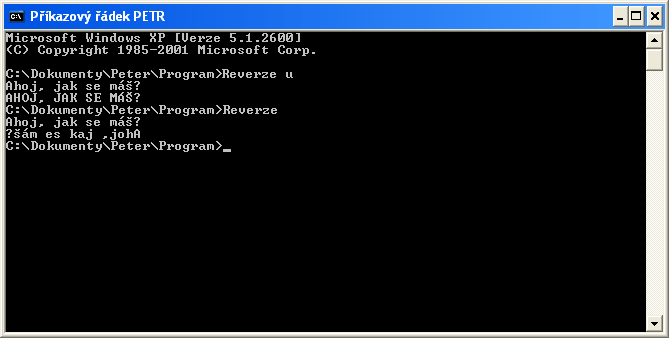 Příkazový řádek PETR
Microsoft Windows XP [Verze 5.1.2600]
(C) Copyright 1985-2001 Microsoft Corp.
C:\Dokumenty\Peter\Program>Reverze u
Ahoj, jak se máš?
AHOJ, JAK SE MÁŠ?
C:\Dokumenty\Peter\Program>Reverze
Ahoj, jak se máš?
?šám es kaj ,johA
C:\Dokumenty\Peter\Program>_